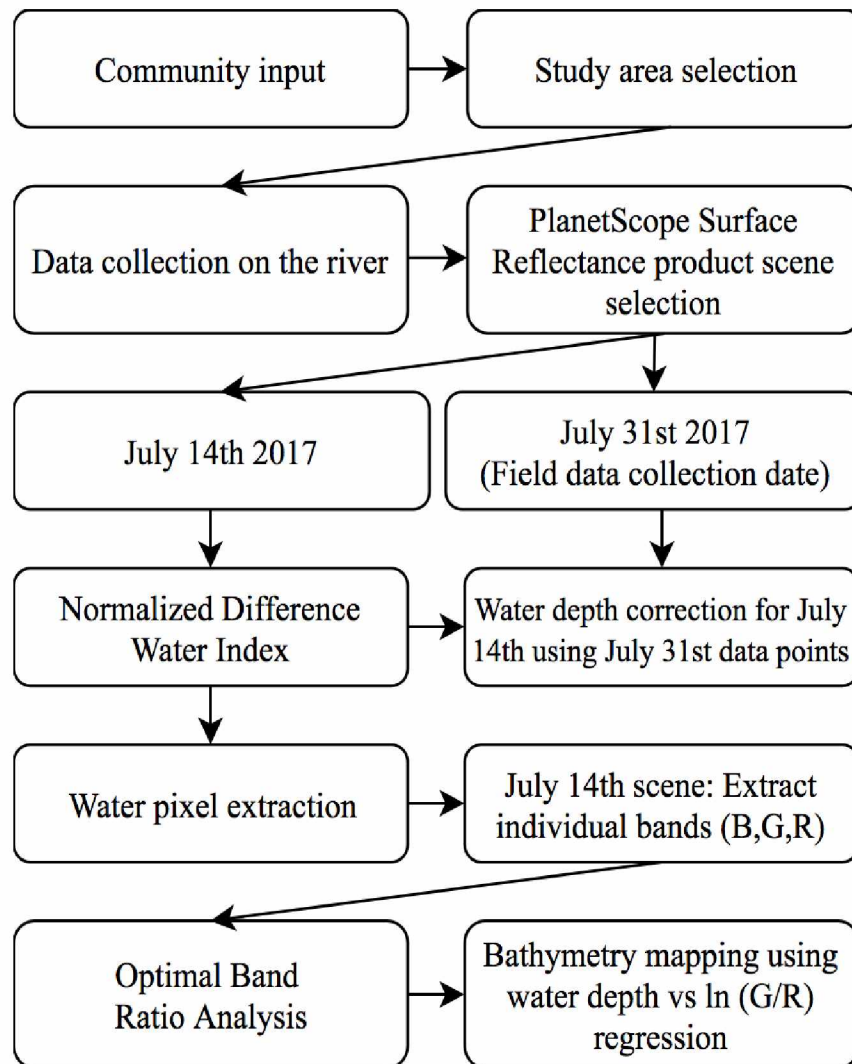 Community input
Study area selection
Data collection on the river
PlanetScope Surface
Reflectance product scene
selection
July 14th 2017
July 31st 2017
(Field data collection date)
Normalized Difference
Water Index
Water depth correction for July
14th using July 31st data points
Water pixel extraction
July 14th scene: Extract
individual bands (B,G,R)
Optimal Band
Ratio Analysis
Bathymetry mapping using
water depth vs ln (G/R)
regression